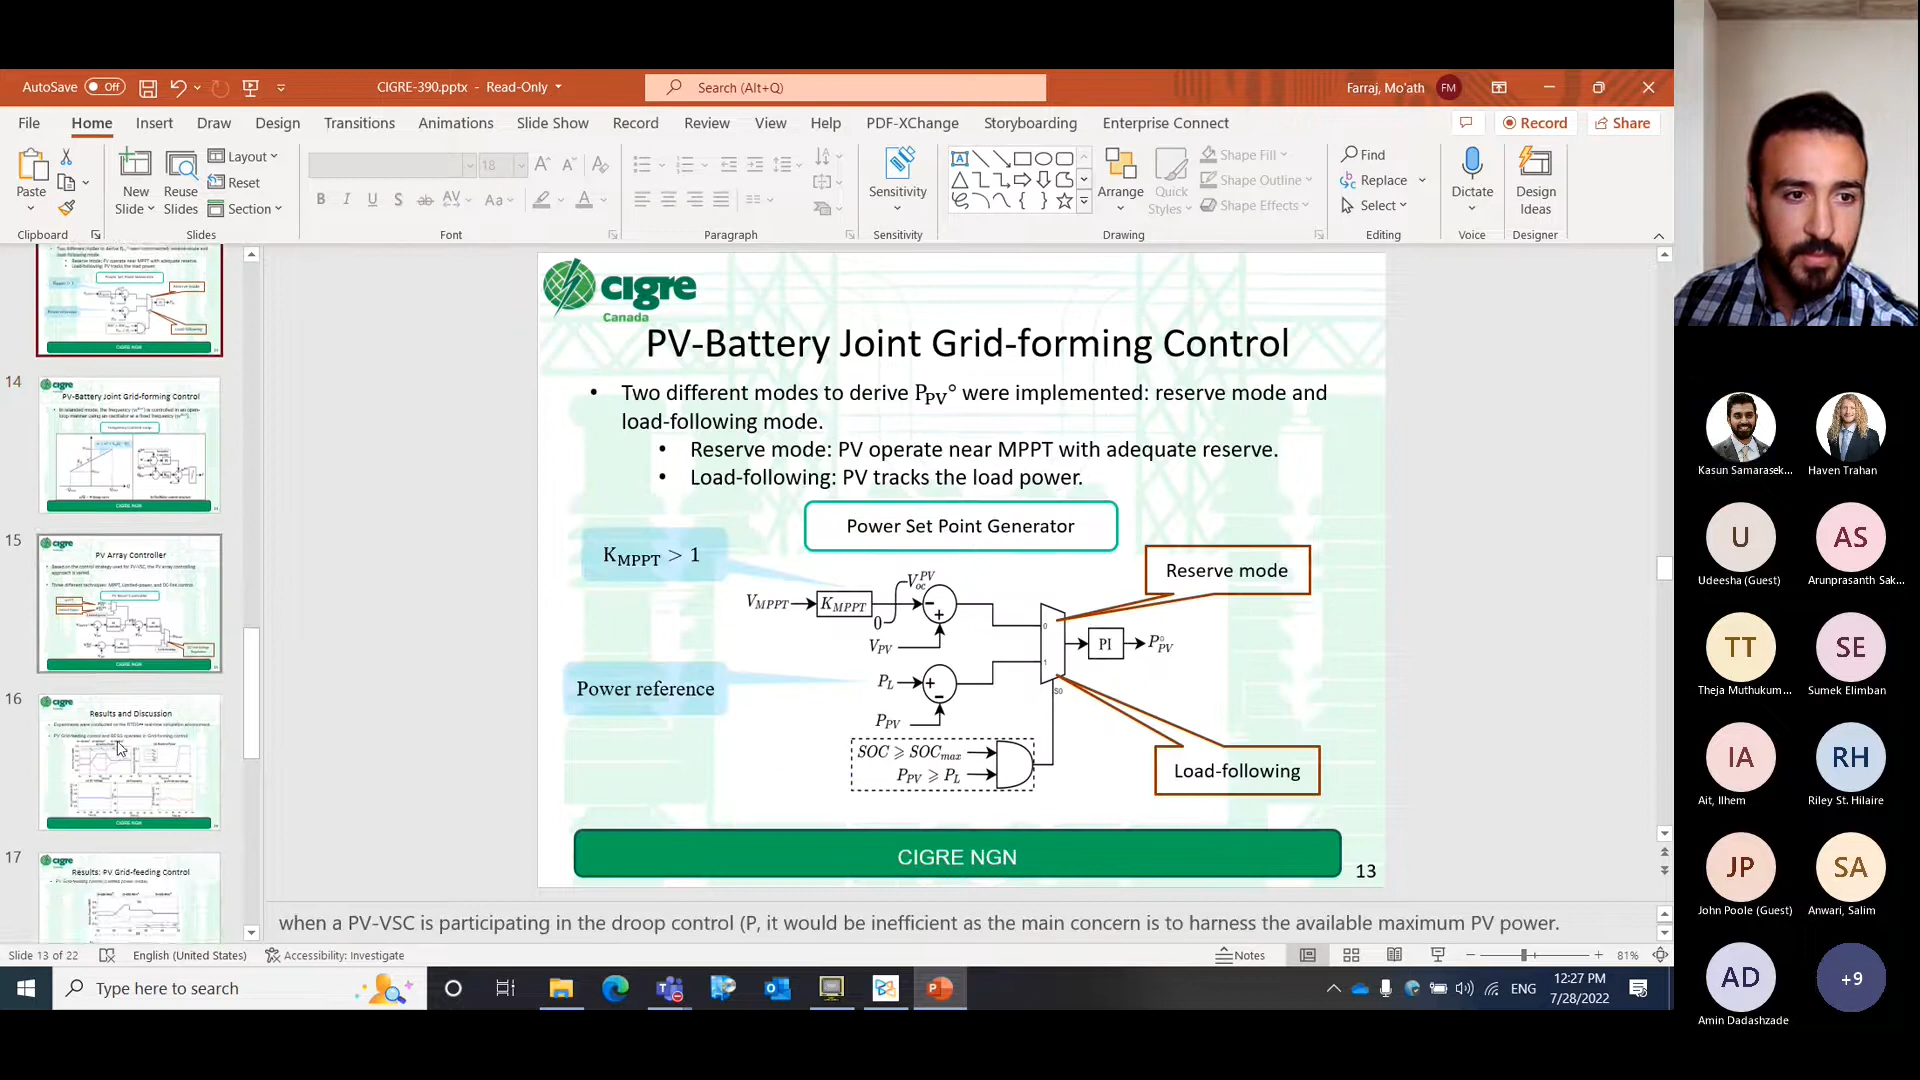 AutoSave Off
CIGRE-390.pptx - Read-Only
Search (Alt+Q)
Farraj, Mo'ath FM
File Home Insert Draw Design Transitions Animations Slide Show Record Review View Help PDF-XChange Storyboarding Enterprise Connect
Record Share
Paste
Clipboard
New Slide
Reuse Slides
Layout
Reset
Section
Slides
18
Font
Paragraph
Sensitivity
Sensitivity
Arrange
Quick Styles
Shape Fill
Shape Outline
Shape Effects
Drawing
Find
Replace
Select
Editing
Dictate
Voice
Design Ideas
Designer
14
PV-Battery Joint Grid-forming Control
CIGRE NGN
15
PV Array Controller
CIGRE NGN
16
Results and Discussion
CIGRE NGN
17
Results: PV Grid-feeding Control
cigre
Canada
PV-Battery Joint Grid-forming Control
• Two different modes to derive P_PV° were implemented: reserve mode and
load-following mode.
• Reserve mode: PV operate near MPPT with adequate reserve.
• Load-following: PV tracks the load power.
Power Set Point Generator
K_MPPT > 1
Reserve mode
V_MPPT K_MPPT V_oc^PV 0 - +
V_PV
0
1
S0
PI P°_PV
Power reference
P_L + -
P_PV
SOC ⩾ SOC_max
P_PV ⩾ P_L
Load-following
CIGRE NGN
13
when a PV-VSC is participating in the droop control (P, it would be inefficient as the main concern is to harness the available maximum PV power.
Slide 13 of 22 English (United States) Accessibility: Investigate Notes 81%
Type here to search
ENG
12:27 PM
7/28/2022
Kasun Samarasek...
Haven Trahan
U
Udeesha (Guest)
AS
Arunprasanth Sak...
TT
Theja Muthukum...
SE
Sumek Elimban
IA
Ait, Ilhem
RH
Riley St. Hilaire
JP
John Poole (Guest)
SA
Anwari, Salim
AD
Amin Dadashzade
+9